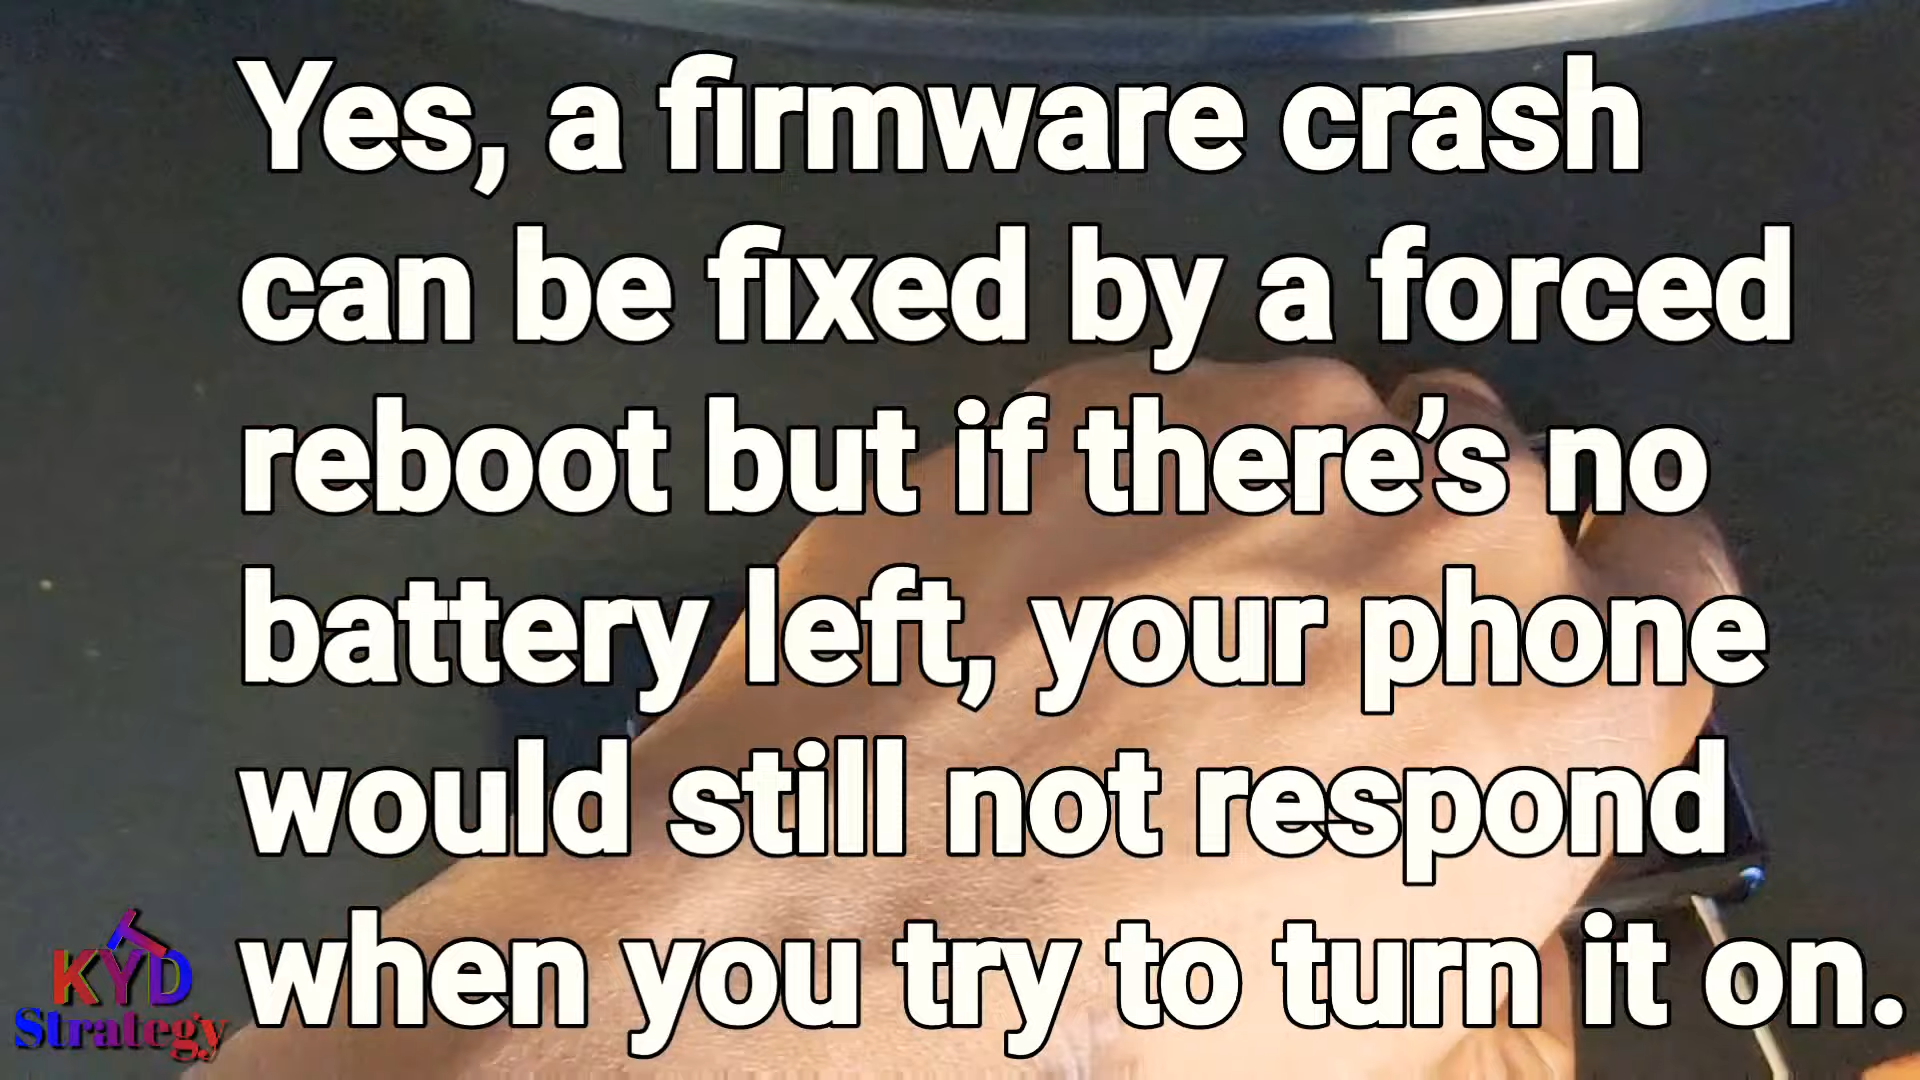 Yes, a firmware crash
can be fixed by a forced
reboot but if there’s no
battery left, your phone
would still not respond
when you try to turn it on.
KYD
Strategy